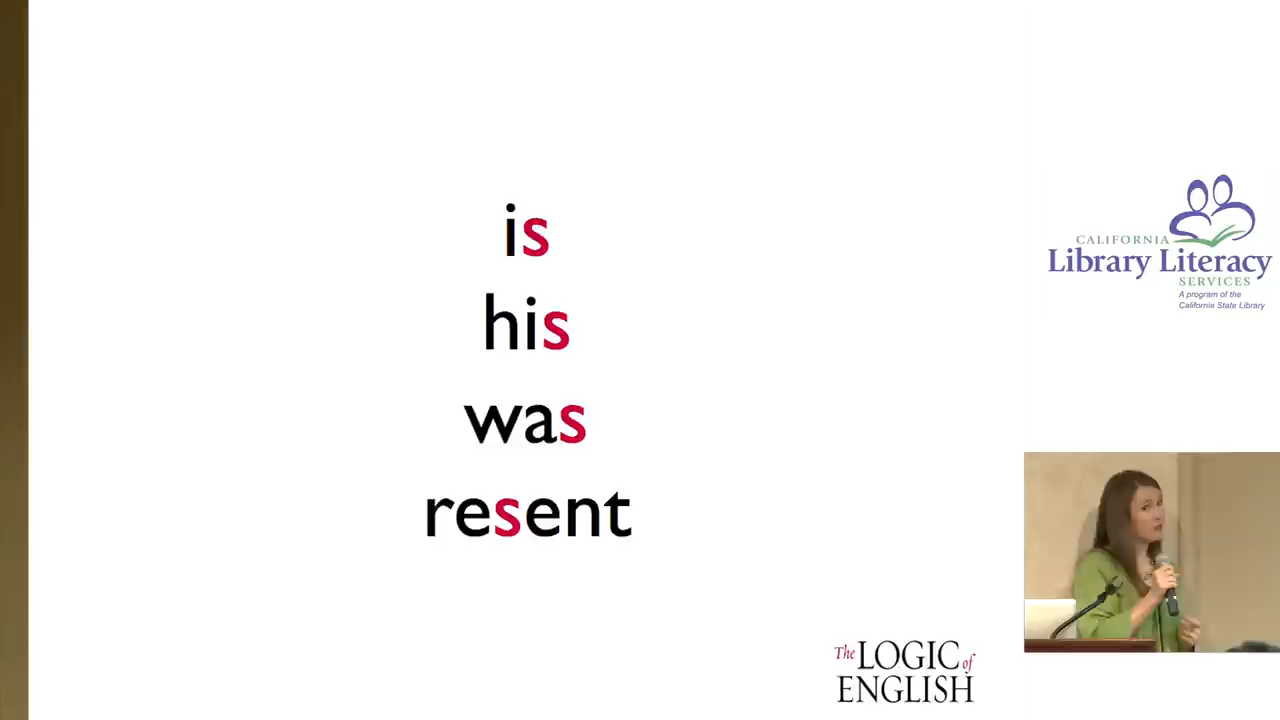 is
his
was
resent
CALIFORNIA
Library Literacy
SERVICES
A program of the
California State Library
The LOGIC of
ENGLISH